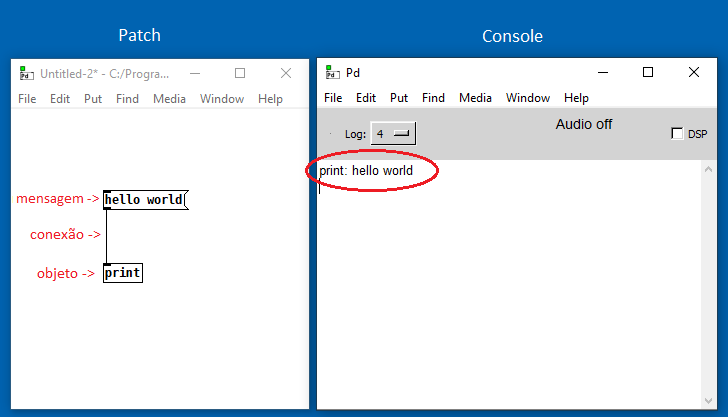 Patch
Console
Untitled-2* - C:/Progra...
File Edit Put Find Media Window Help
mensagem ->
hello world
conexão ->
objeto ->
print
Pd
File Edit Put Find Media Window Help
Log: 4
Audio off
DSP
print: hello world